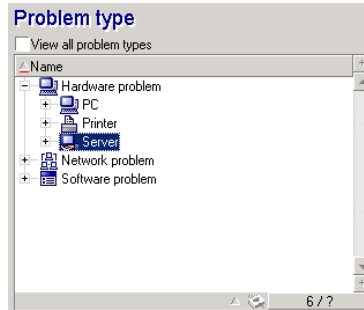 Problem type
View all problem types
Name
Hardware problem
PC
Printer
Server
Network problem
Software problem
6 / ?